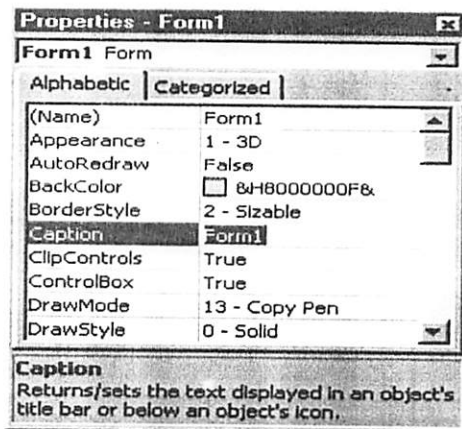 Properties - Form1
Form1 Form
Alphabetic Categorized
(Name) Form1
Appearance 1 - 3D
AutoRedraw False
BackColor &H8000000F&
BorderStyle 2 - Sizable
Caption Form1
ClipControls True
ControlBox True
DrawMode 13 - Copy Pen
DrawStyle 0 - Solid
Caption
Returns/sets the text displayed in an object's
title bar or below an object's icon.